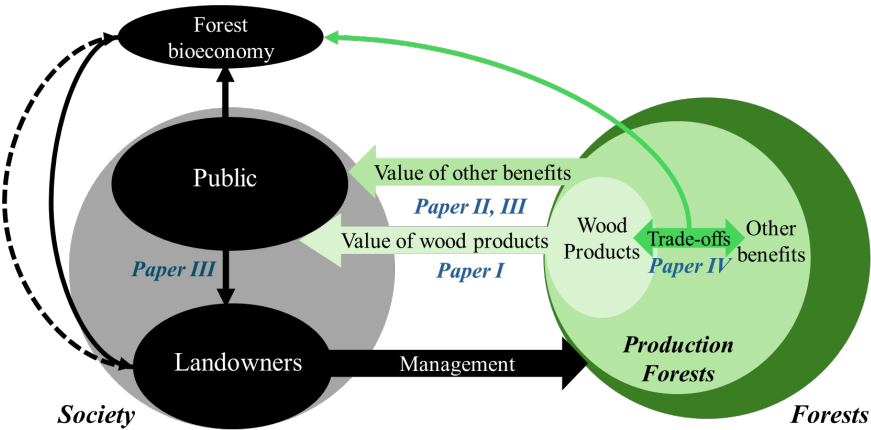 Forest
bioeconomy
Public
Value of other benefits
Paper II, III
Value of wood products
Paper I
Wood
Products
Trade-offs
Paper IV
Other
benefits
Paper III
Landowners
Management
Production
Forests
Society
Forests